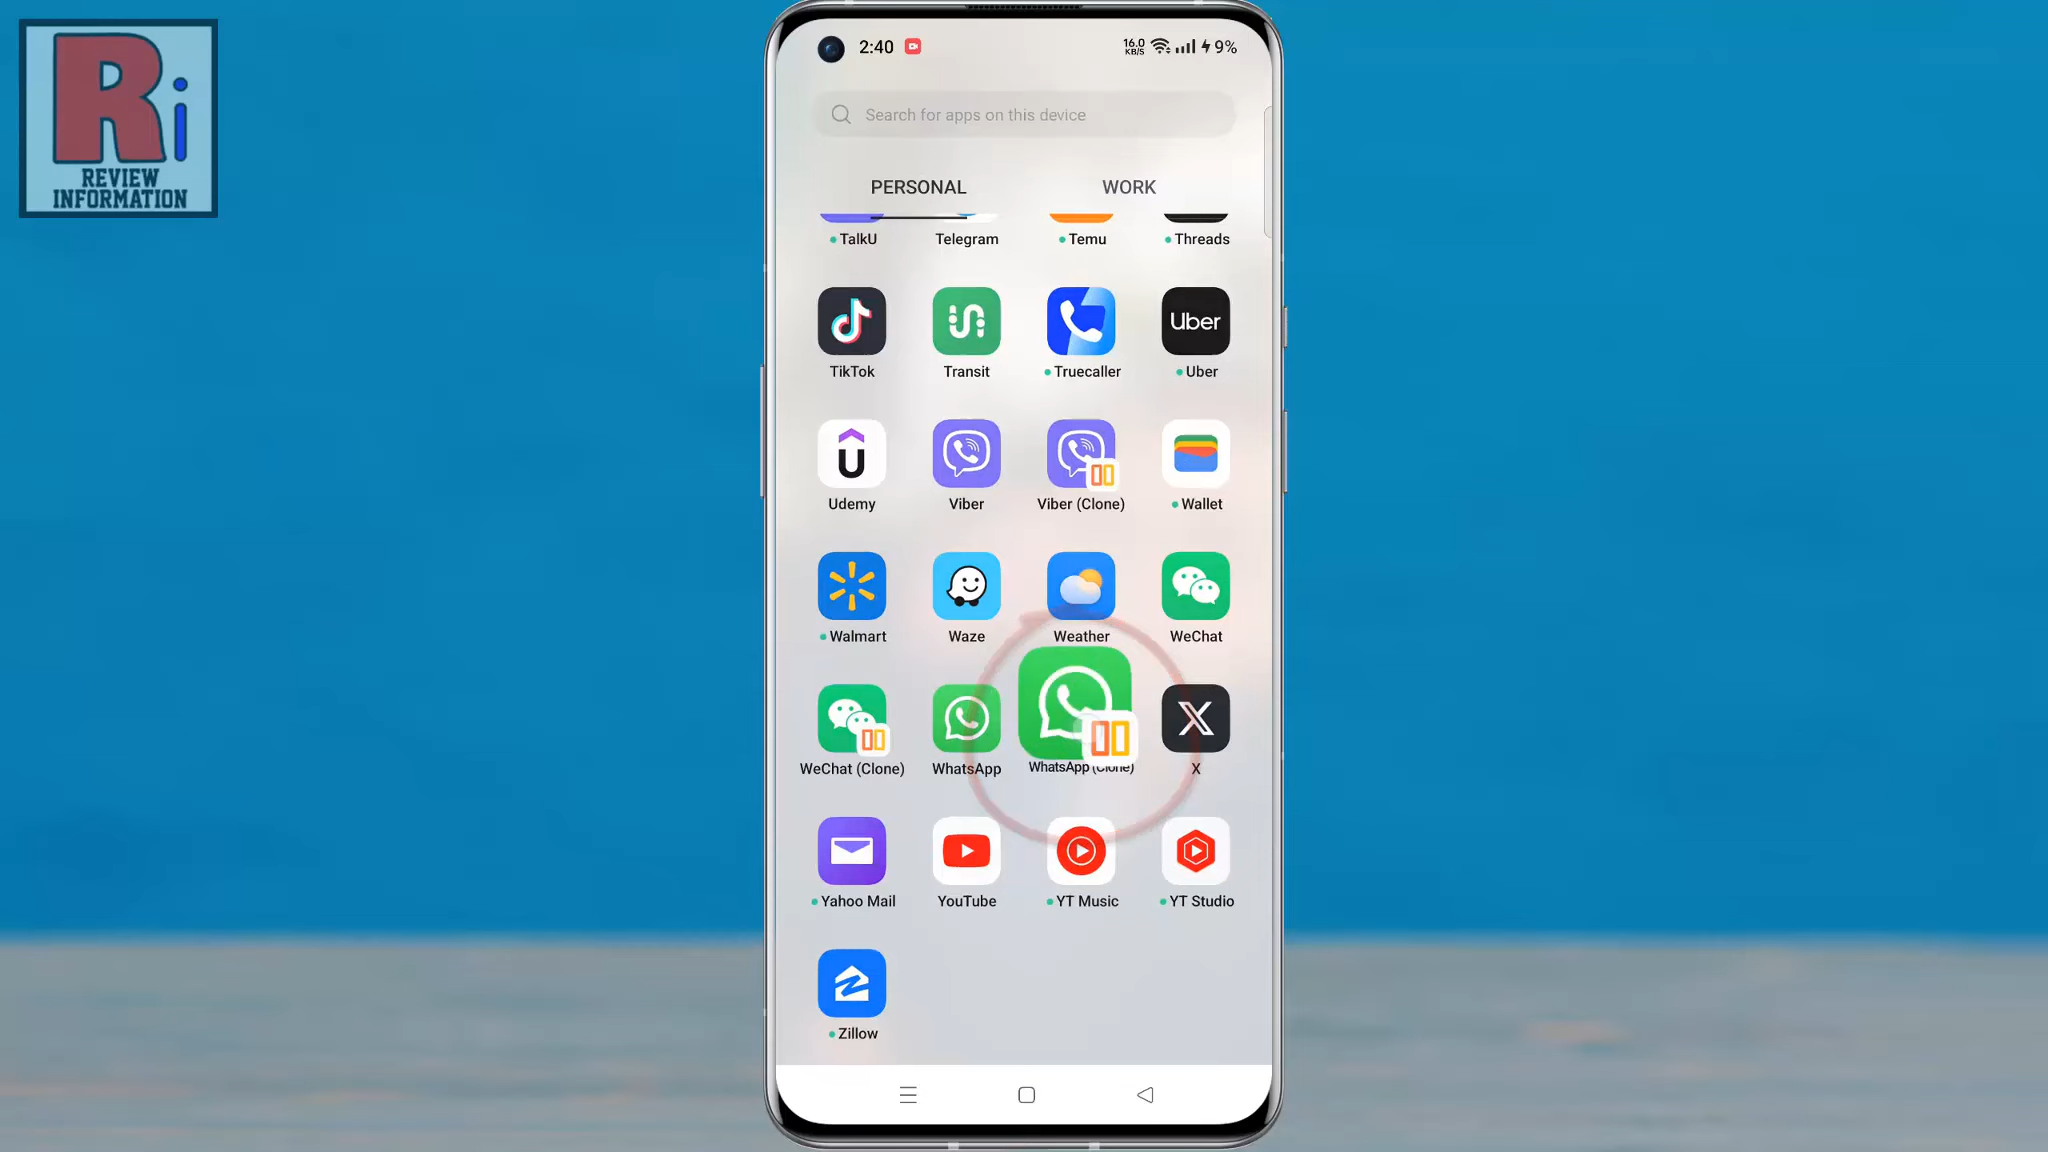 Ri
REVIEW
INFORMATION
2:40
16.0
KB/S
9%
Search for apps on this device
PERSONAL WORK
TalkU Telegram Temu Threads
Uber
TikTok Transit Truecaller Uber
Udemy Viber Viber (Clone) Wallet
Walmart Waze Weather WeChat
WeChat (Clone) WhatsApp WhatsApp (Clone) X
Yahoo Mail YouTube YT Music YT Studio
Zillow